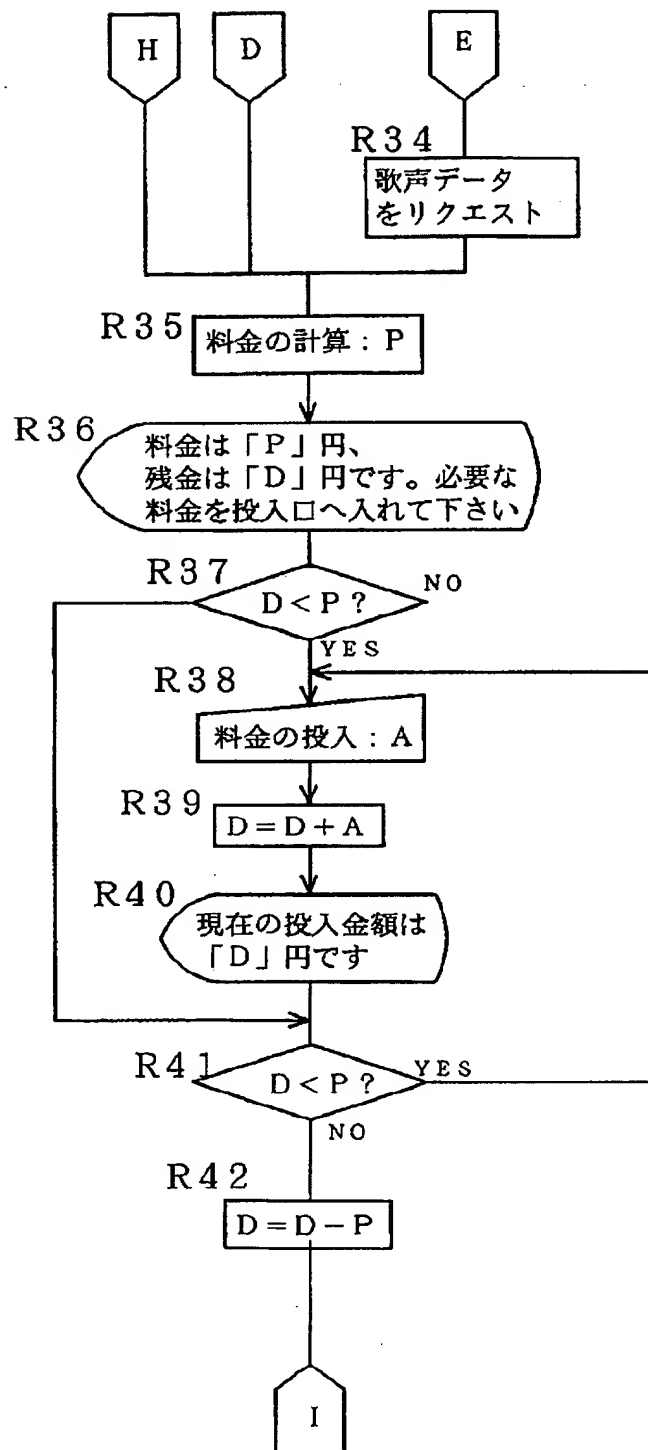 H
D
E
R34
歌声データ
をリクエスト
R35
料金の計算：P
R36
料金は「P」円、
残金は「D」円です。必要な
料金を投入口へ入れて下さい
R37
D＜P？
NO
YES
R38
料金の投入：A
R39
D＝D＋A
R40
現在の投入金額は
「D」円です
R41
D＜P？
YES
NO
R42
D＝D－P
I